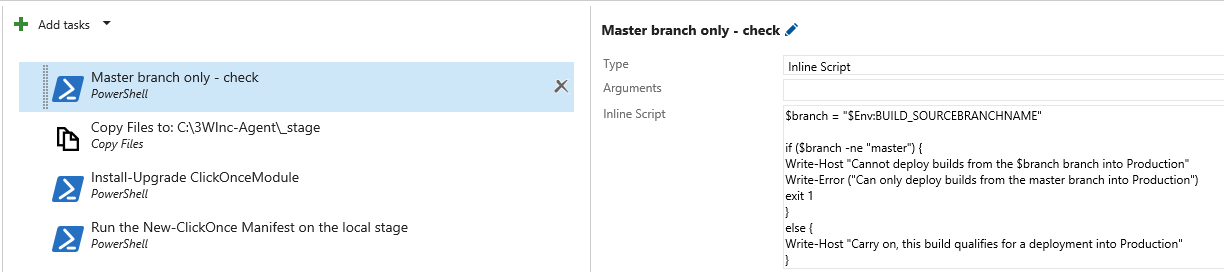 Add tasks
Master branch only - check
PowerShell
Copy Files to: C:\3WInc-Agent\_stage
Copy Files
Install-Upgrade ClickOnceModule
PowerShell
Run the New-ClickOnce Manifest on the local stage
PowerShell
Master branch only - check
Type
Inline Script
Arguments
Inline Script
$branch = "$Env:BUILD_SOURCEBRANCHNAME"
if ($branch -ne "master") {
Write-Host "Cannot deploy builds from the $branch branch into Production"
Write-Error ("Can only deploy builds from the master branch into Production")
exit 1
}
else {
Write-Host "Carry on, this build qualifies for a deployment into Production"
}